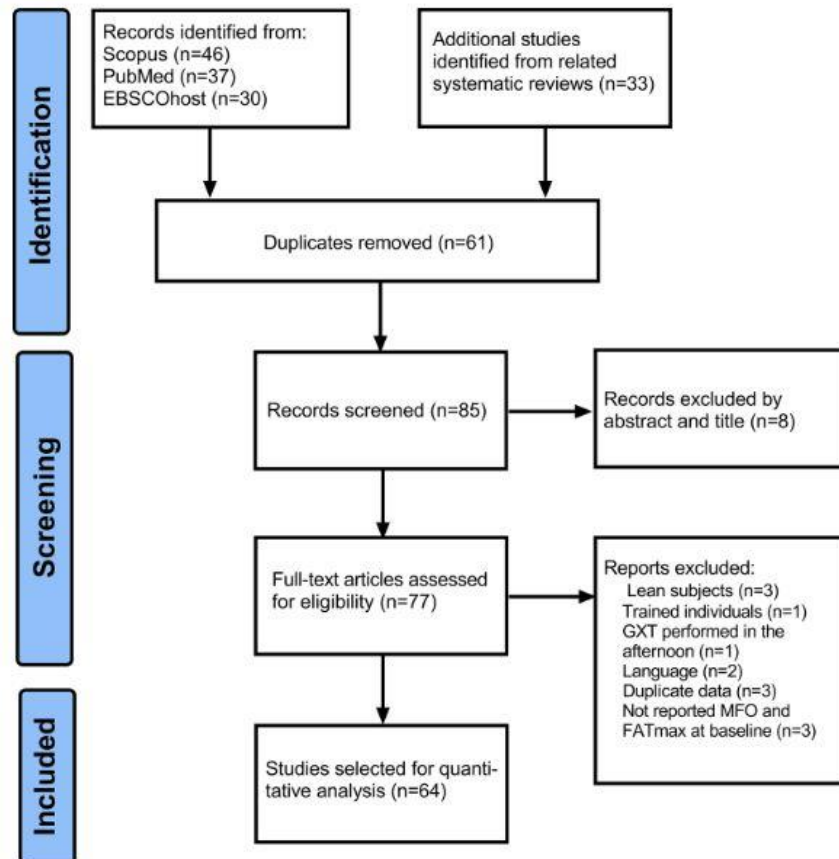 Identification
Records identified from:
Scopus (n=46)
PubMed (n=37)
EBSCOhost (n=30)
Additional studies
identified from related
systematic reviews (n=33)
Duplicates removed (n=61)
Screening
Records screened (n=85)
Records excluded by
abstract and title (n=8)
Full-text articles assessed
for eligibility (n=77)
Reports excluded:
Lean subjects (n=3)
Trained individuals (n=1)
GXT performed in the
afternoon (n=1)
Language (n=2)
Duplicate data (n=3)
Not reported MFO and
FATmax at baseline (n=3)
Included
Studies selected for quanti-
tative analysis (n=64)